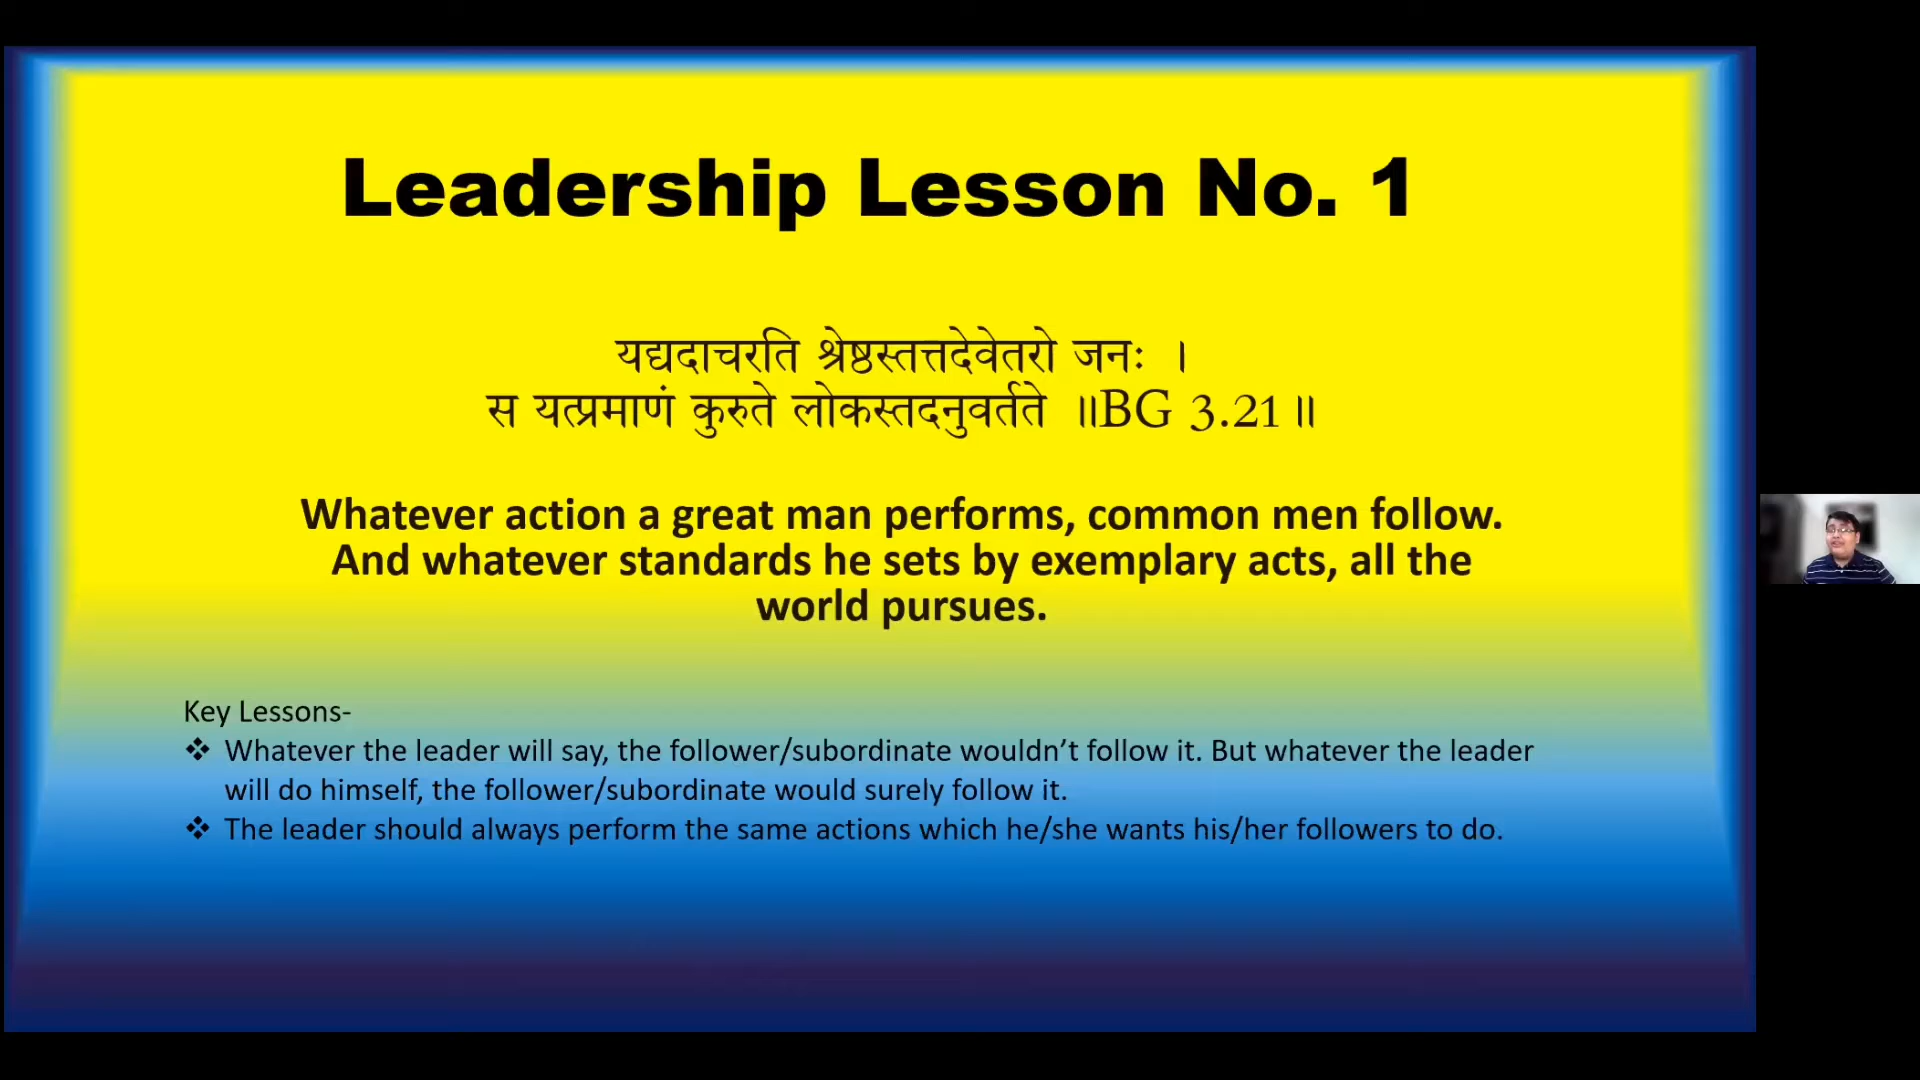 Leadership Lesson No. 1
यद्यदाचरति श्रेष्ठस्तत्तदेवेतरो जनः ।
स यत्प्रमाणं कुरुते लोकस्तदनुवर्तते ॥BG 3.21॥
Whatever action a great man performs, common men follow.
And whatever standards he sets by exemplary acts, all the
world pursues.
Key Lessons-
❖ Whatever the leader will say, the follower/subordinate wouldn’t follow it. But whatever the leader
will do himself, the follower/subordinate would surely follow it.
❖ The leader should always perform the same actions which he/she wants his/her followers to do.